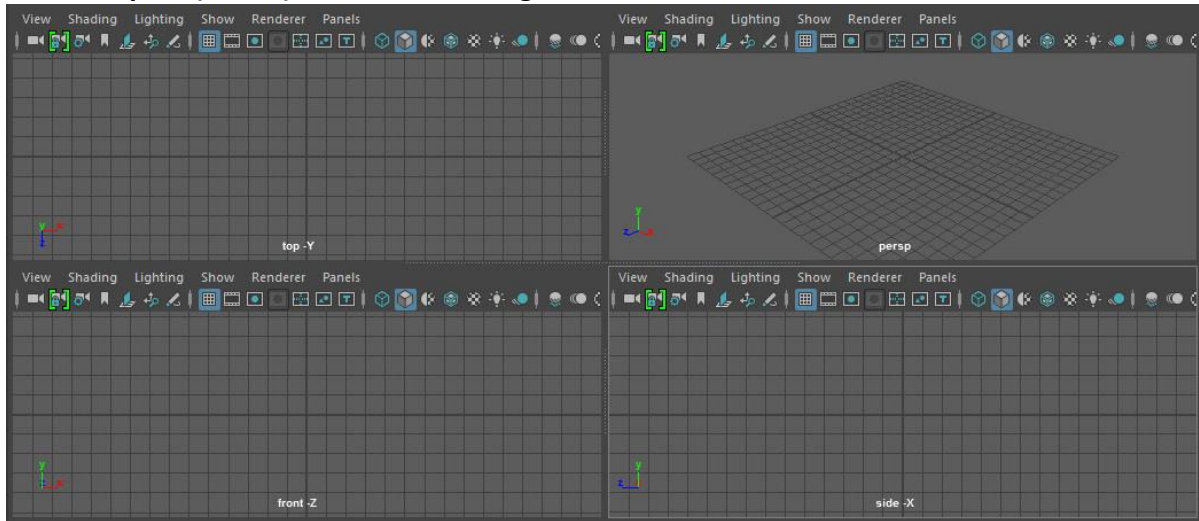 View Shading Lighting Show Renderer Panels
View Shading Lighting Show Renderer Panels
y x
top -Y
y
z x
persp
View Shading Lighting Show Renderer Panels
View Shading Lighting Show Renderer Panels
y
x
front -Z
y
z
side -X